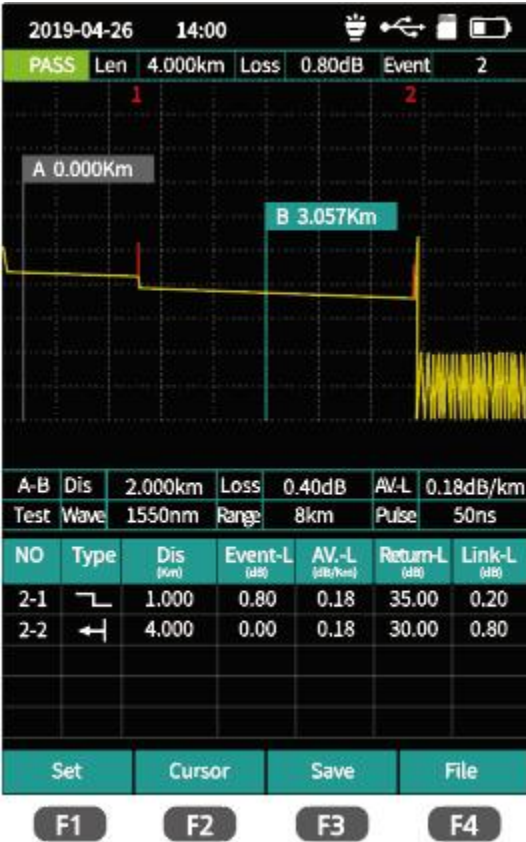 2019-04-26 14:00
PASS Len 4.000km Loss 0.80dB Event 2
1 2
A 0.000Km
B 3.057Km
A-B Dis 2.000km Loss 0.40dB AV.-L 0.18dB/km
Test Wave 1550nm Range 8km Pulse 50ns
NO Type Dis (Km) Event-L (dB) AV.-L (dB/Km) Return-L (dB) Link-L (dB)
2-1 1.000 0.80 0.18 35.00 0.20
2-2 4.000 0.00 0.18 30.00 0.80
Set Cursor Save File
F1 F2 F3 F4